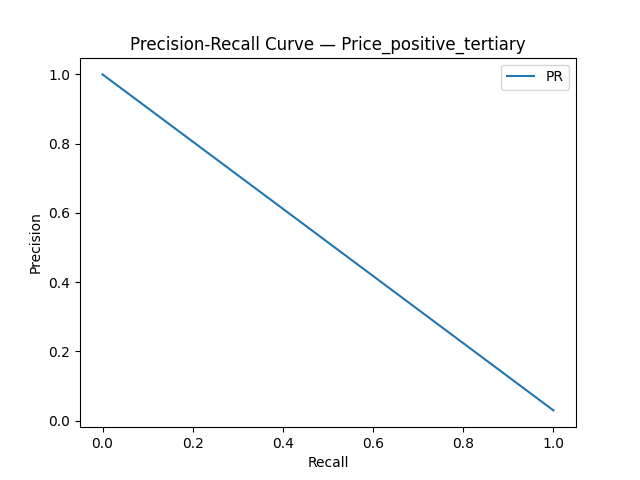 Precision-Recall Curve — Price_positive_tertiary
PR
Precision
1.0
0.8
0.6
0.4
0.2
0.0
0.0 0.2 0.4 0.6 0.8 1.0
Recall